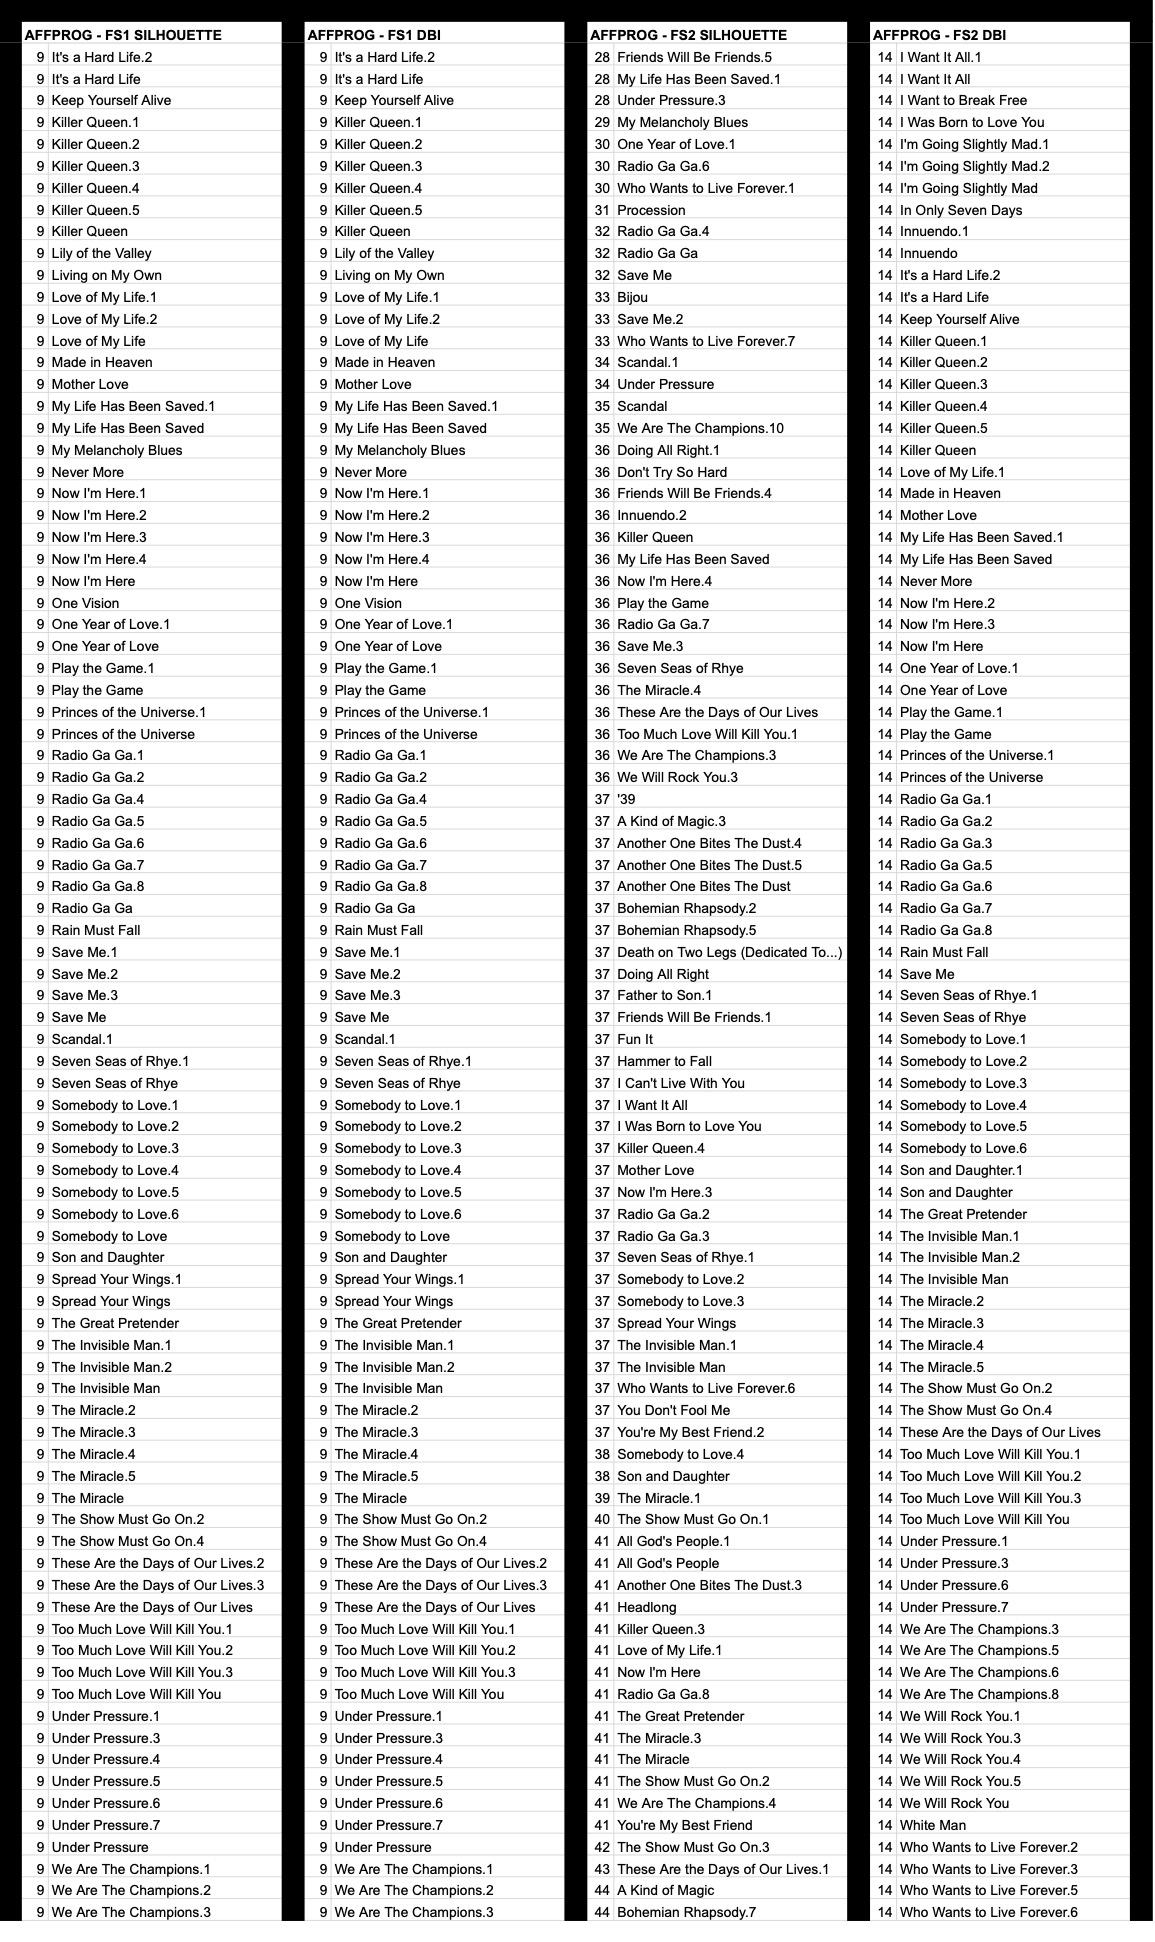 AFFPROG - FS1 SILHOUETTE
9 It's a Hard Life.2
9 It's a Hard Life
9 Keep Yourself Alive
9 Killer Queen.1
9 Killer Queen.2
9 Killer Queen.3
9 Killer Queen.4
9 Killer Queen.5
9 Killer Queen
9 Lily of the Valley
9 Living on My Own
9 Love of My Life.1
9 Love of My Life.2
9 Love of My Life
9 Made in Heaven
9 Mother Love
9 My Life Has Been Saved.1
9 My Life Has Been Saved
9 My Melancholy Blues
9 Never More
9 Now I'm Here.1
9 Now I'm Here.2
9 Now I'm Here.3
9 Now I'm Here.4
9 Now I'm Here
9 One Vision
9 One Year of Love.1
9 One Year of Love
9 Play the Game.1
9 Play the Game
9 Princes of the Universe.1
9 Princes of the Universe
9 Radio Ga Ga.1
9 Radio Ga Ga.2
9 Radio Ga Ga.4
9 Radio Ga Ga.5
9 Radio Ga Ga.6
9 Radio Ga Ga.7
9 Radio Ga Ga.8
9 Radio Ga Ga
9 Rain Must Fall
9 Save Me.1
9 Save Me.2
9 Save Me.3
9 Save Me
9 Scandal.1
9 Seven Seas of Rhye.1
9 Seven Seas of Rhye
9 Somebody to Love.1
9 Somebody to Love.2
9 Somebody to Love.3
9 Somebody to Love.4
9 Somebody to Love.5
9 Somebody to Love.6
9 Somebody to Love
9 Son and Daughter
9 Spread Your Wings.1
9 Spread Your Wings
9 The Great Pretender
9 The Invisible Man.1
9 The Invisible Man.2
9 The Invisible Man
9 The Miracle.2
9 The Miracle.3
9 The Miracle.4
9 The Miracle.5
9 The Miracle
9 The Show Must Go On.2
9 The Show Must Go On.4
9 These Are the Days of Our Lives.2
9 These Are the Days of Our Lives.3
9 These Are the Days of Our Lives
9 Too Much Love Will Kill You.1
9 Too Much Love Will Kill You.2
9 Too Much Love Will Kill You.3
9 Too Much Love Will Kill You
9 Under Pressure.1
9 Under Pressure.3
9 Under Pressure.4
9 Under Pressure.5
9 Under Pressure.6
9 Under Pressure.7
9 Under Pressure
9 We Are The Champions.1
9 We Are The Champions.2
9 We Are The Champions.3
AFFPROG - FS1 DBI
9 It's a Hard Life.2
9 It's a Hard Life
9 Keep Yourself Alive
9 Killer Queen.1
9 Killer Queen.2
9 Killer Queen.3
9 Killer Queen.4
9 Killer Queen.5
9 Killer Queen
9 Lily of the Valley
9 Living on My Own
9 Love of My Life.1
9 Love of My Life.2
9 Love of My Life
9 Made in Heaven
9 Mother Love
9 My Life Has Been Saved.1
9 My Life Has Been Saved
9 My Melancholy Blues
9 Never More
9 Now I'm Here.1
9 Now I'm Here.2
9 Now I'm Here.3
9 Now I'm Here.4
9 Now I'm Here
9 One Vision
9 One Year of Love.1
9 One Year of Love
9 Play the Game.1
9 Play the Game
9 Princes of the Universe.1
9 Princes of the Universe
9 Radio Ga Ga.1
9 Radio Ga Ga.2
9 Radio Ga Ga.4
9 Radio Ga Ga.5
9 Radio Ga Ga.6
9 Radio Ga Ga.7
9 Radio Ga Ga.8
9 Radio Ga Ga
9 Rain Must Fall
9 Save Me.1
9 Save Me.2
9 Save Me.3
9 Save Me
9 Scandal.1
9 Seven Seas of Rhye.1
9 Seven Seas of Rhye
9 Somebody to Love.1
9 Somebody to Love.2
9 Somebody to Love.3
9 Somebody to Love.4
9 Somebody to Love.5
9 Somebody to Love.6
9 Somebody to Love
9 Son and Daughter
9 Spread Your Wings.1
9 Spread Your Wings
9 The Great Pretender
9 The Invisible Man.1
9 The Invisible Man.2
9 The Invisible Man
9 The Miracle.2
9 The Miracle.3
9 The Miracle.4
9 The Miracle.5
9 The Miracle
9 The Show Must Go On.2
9 The Show Must Go On.4
9 These Are the Days of Our Lives.2
9 These Are the Days of Our Lives.3
9 These Are the Days of Our Lives
9 Too Much Love Will Kill You.1
9 Too Much Love Will Kill You.2
9 Too Much Love Will Kill You.3
9 Too Much Love Will Kill You
9 Under Pressure.1
9 Under Pressure.3
9 Under Pressure.4
9 Under Pressure.5
9 Under Pressure.6
9 Under Pressure.7
9 Under Pressure
9 We Are The Champions.1
9 We Are The Champions.2
9 We Are The Champions.3
AFFPROG - FS2 SILHOUETTE
28 Friends Will Be Friends.5
28 My Life Has Been Saved.1
28 Under Pressure.3
29 My Melancholy Blues
30 One Year of Love.1
30 Radio Ga Ga.6
30 Who Wants to Live Forever.1
31 Procession
32 Radio Ga Ga.4
32 Radio Ga Ga
32 Save Me
33 Bijou
33 Save Me.2
33 Who Wants to Live Forever.7
34 Scandal.1
34 Under Pressure
35 Scandal
35 We Are The Champions.10
36 Doing All Right.1
36 Don't Try So Hard
36 Friends Will Be Friends.4
36 Innuendo.2
36 Killer Queen
36 My Life Has Been Saved
36 Now I'm Here.4
36 Play the Game
36 Radio Ga Ga.7
36 Save Me.3
36 Seven Seas of Rhye
36 The Miracle.4
36 These Are the Days of Our Lives
36 Too Much Love Will Kill You.1
36 We Are The Champions.3
36 We Will Rock You.3
37 '39
37 A Kind of Magic.3
37 Another One Bites The Dust.4
37 Another One Bites The Dust.5
37 Another One Bites The Dust
37 Bohemian Rhapsody.2
37 Bohemian Rhapsody.5
37 Death on Two Legs (Dedicated To...)
37 Doing All Right
37 Father to Son.1
37 Friends Will Be Friends.1
37 Fun It
37 Hammer to Fall
37 I Can't Live With You
37 I Want It All
37 I Was Born to Love You
37 Killer Queen.4
37 Mother Love
37 Now I'm Here.3
37 Radio Ga Ga.2
37 Radio Ga Ga.3
37 Seven Seas of Rhye.1
37 Somebody to Love.2
37 Somebody to Love.3
37 Spread Your Wings
37 The Invisible Man.1
37 The Invisible Man
37 Who Wants to Live Forever.6
37 You Don't Fool Me
37 You're My Best Friend.2
38 Somebody to Love.4
38 Son and Daughter
39 The Miracle.1
40 The Show Must Go On.1
41 All God's People.1
41 All God's People
41 Another One Bites The Dust.3
41 Headlong
41 Killer Queen.3
41 Love of My Life.1
41 Now I'm Here
41 Radio Ga Ga.8
41 The Great Pretender
41 The Miracle.3
41 The Miracle
41 The Show Must Go On.2
41 We Are The Champions.4
41 You're My Best Friend
42 The Show Must Go On.3
43 These Are the Days of Our Lives.1
44 A Kind of Magic
44 Bohemian Rhapsody.7
AFFPROG - FS2 DBI
14 I Want It All.1
14 I Want It All
14 I Want to Break Free
14 I Was Born to Love You
14 I'm Going Slightly Mad.1
14 I'm Going Slightly Mad.2
14 I'm Going Slightly Mad
14 In Only Seven Days
14 Innuendo.1
14 Innuendo
14 It's a Hard Life.2
14 It's a Hard Life
14 Keep Yourself Alive
14 Killer Queen.1
14 Killer Queen.2
14 Killer Queen.3
14 Killer Queen.4
14 Killer Queen.5
14 Killer Queen
14 Love of My Life.1
14 Made in Heaven
14 Mother Love
14 My Life Has Been Saved.1
14 My Life Has Been Saved
14 Never More
14 Now I'm Here.2
14 Now I'm Here.3
14 Now I'm Here
14 One Year of Love.1
14 One Year of Love
14 Play the Game.1
14 Play the Game
14 Princes of the Universe.1
14 Princes of the Universe
14 Radio Ga Ga.1
14 Radio Ga Ga.2
14 Radio Ga Ga.3
14 Radio Ga Ga.5
14 Radio Ga Ga.6
14 Radio Ga Ga.7
14 Radio Ga Ga.8
14 Rain Must Fall
14 Save Me
14 Seven Seas of Rhye.1
14 Seven Seas of Rhye
14 Somebody to Love.1
14 Somebody to Love.2
14 Somebody to Love.3
14 Somebody to Love.4
14 Somebody to Love.5
14 Somebody to Love.6
14 Son and Daughter.1
14 Son and Daughter
14 The Great Pretender
14 The Invisible Man.1
14 The Invisible Man.2
14 The Invisible Man
14 The Miracle.2
14 The Miracle.3
14 The Miracle.4
14 The Miracle.5
14 The Show Must Go On.2
14 The Show Must Go On.4
14 These Are the Days of Our Lives
14 Too Much Love Will Kill You.1
14 Too Much Love Will Kill You.2
14 Too Much Love Will Kill You.3
14 Too Much Love Will Kill You
14 Under Pressure.1
14 Under Pressure.3
14 Under Pressure.6
14 Under Pressure.7
14 We Are The Champions.3
14 We Are The Champions.5
14 We Are The Champions.6
14 We Are The Champions.8
14 We Will Rock You.1
14 We Will Rock You.3
14 We Will Rock You.4
14 We Will Rock You.5
14 We Will Rock You
14 White Man
14 Who Wants to Live Forever.2
14 Who Wants to Live Forever.3
14 Who Wants to Live Forever.5
14 Who Wants to Live Forever.6